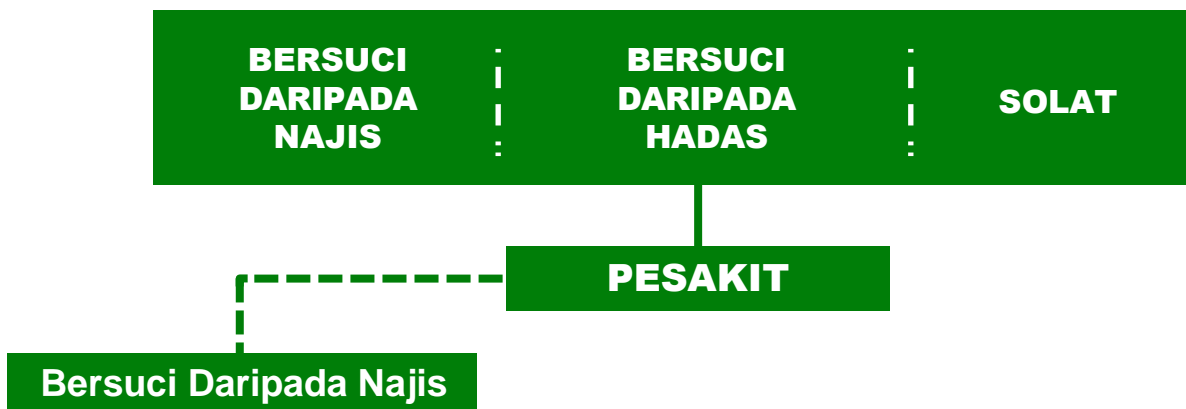 BERSUCI
DARIPADA
NAJIS
BERSUCI
DARIPADA
HADAS
SOLAT
PESAKIT
Bersuci Daripada Najis